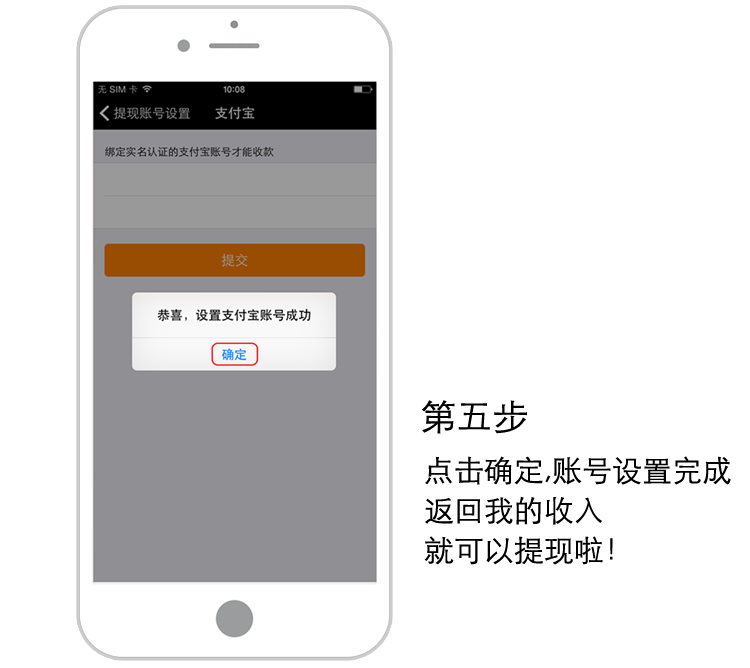 无 SIM 卡
10:08
提现账号设置
支付宝
绑定实名认证的支付宝账号才能收款
提交
恭喜，设置支付宝账号成功
确定
第五步
点击确定,账号设置完成
返回我的收入
就可以提现啦！